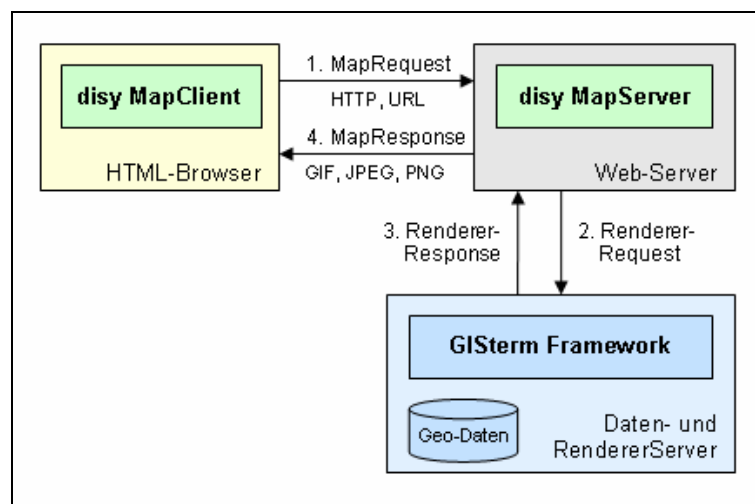 disy MapClient
HTML-Browser
1. MapRequest
HTTP, URL
4. MapResponse
GIF, JPEG, PNG
disy MapServer
Web-Server
3. Renderer-
Response
2. Renderer-
Request
GISterm Framework
Geo-Daten
Daten- und
RendererServer